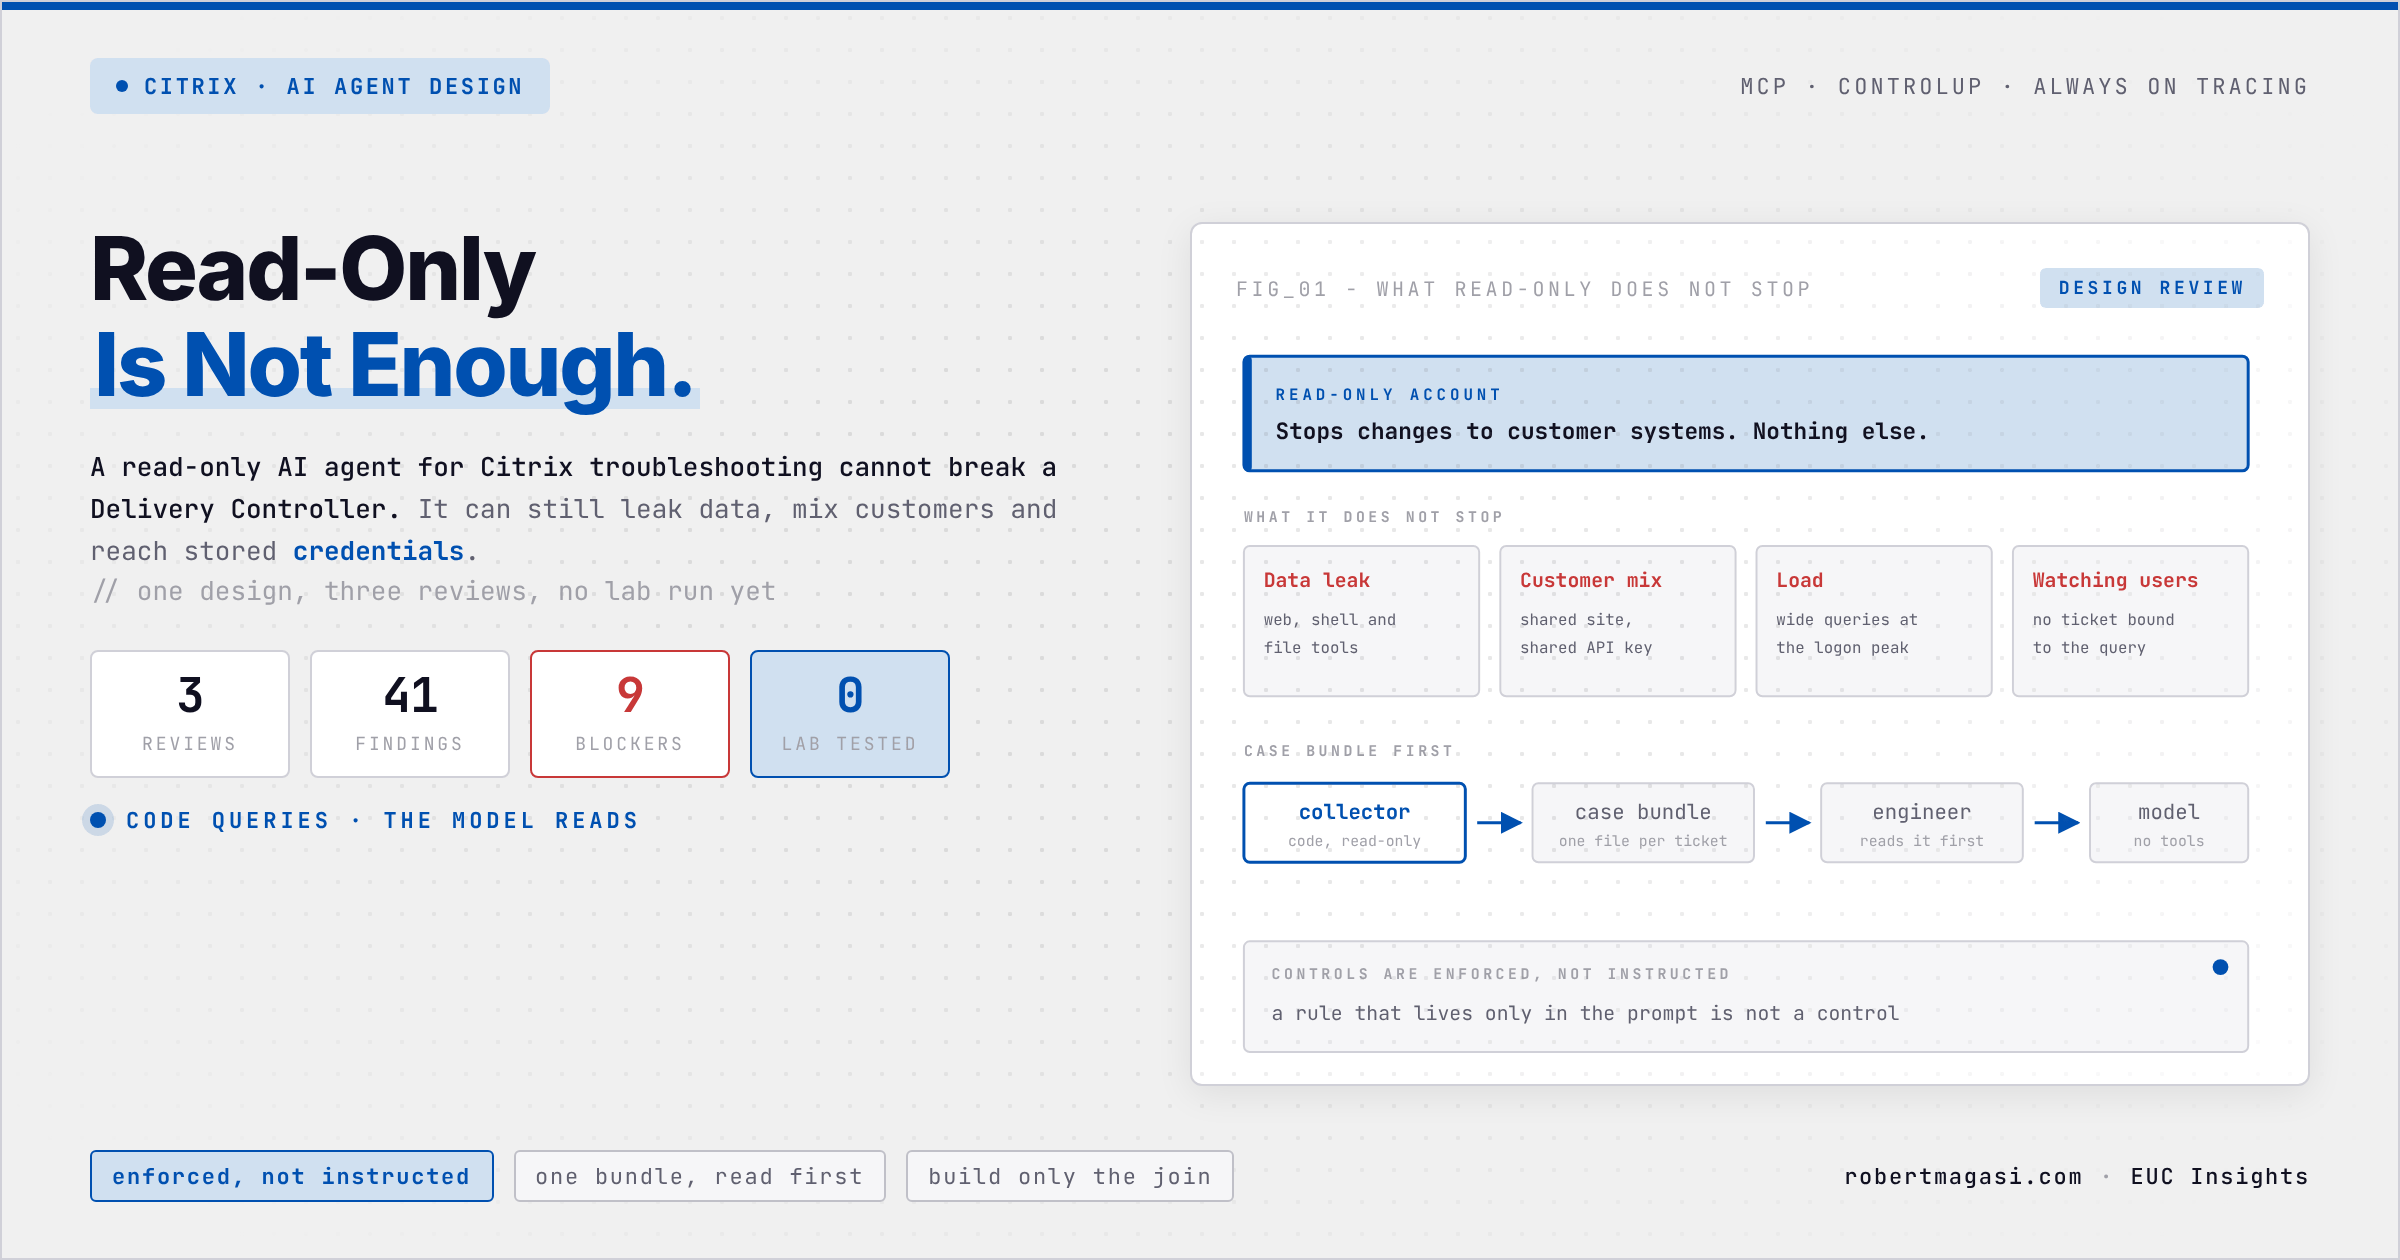 CITRIX · AI AGENT DESIGN
MCP · CONTROLUP · ALWAYS ON TRACING
Read-Only
Is Not Enough.
A read-only AI agent for Citrix troubleshooting cannot break a
Delivery Controller. It can still leak data, mix customers and
reach stored credentials.
// one design, three reviews, no lab run yet
3
REVIEWS
41
FINDINGS
9
BLOCKERS
0
LAB TESTED
CODE QUERIES · THE MODEL READS
FIG_01 - WHAT READ-ONLY DOES NOT STOP
DESIGN REVIEW
READ-ONLY ACCOUNT
Stops changes to customer systems. Nothing else.
WHAT IT DOES NOT STOP
Data leak
web, shell and
file tools
Customer mix
shared site,
shared API key
Load
wide queries at
the logon peak
Watching users
no ticket bound
to the query
CASE BUNDLE FIRST
collector
code, read-only
case bundle
one file per ticket
engineer
reads it first
model
no tools
CONTROLS ARE ENFORCED, NOT INSTRUCTED
a rule that lives only in the prompt is not a control
enforced, not instructed
one bundle, read first
build only the join
robertmagasi.com · EUC Insights